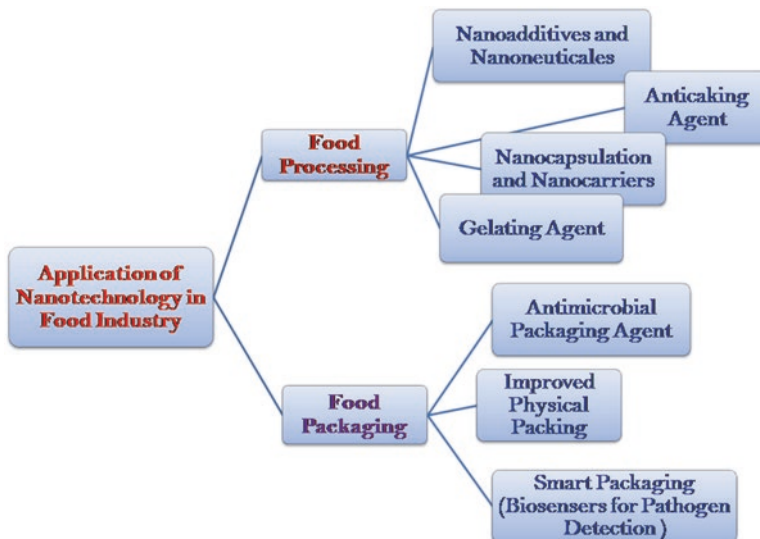 Application of
Nanotechnology in
Food Industry
Food
Processing
Nanoadditives and
Nanoneuticales
Anticaking
Agent
Nanocapsulation
and Nanocarriers
Gelating Agent
Food
Packaging
Antimicrobial
Packaging Agent
Improved
Physical
Packing
Smart Packaging
(Biosensers for Pathogen
Detection )